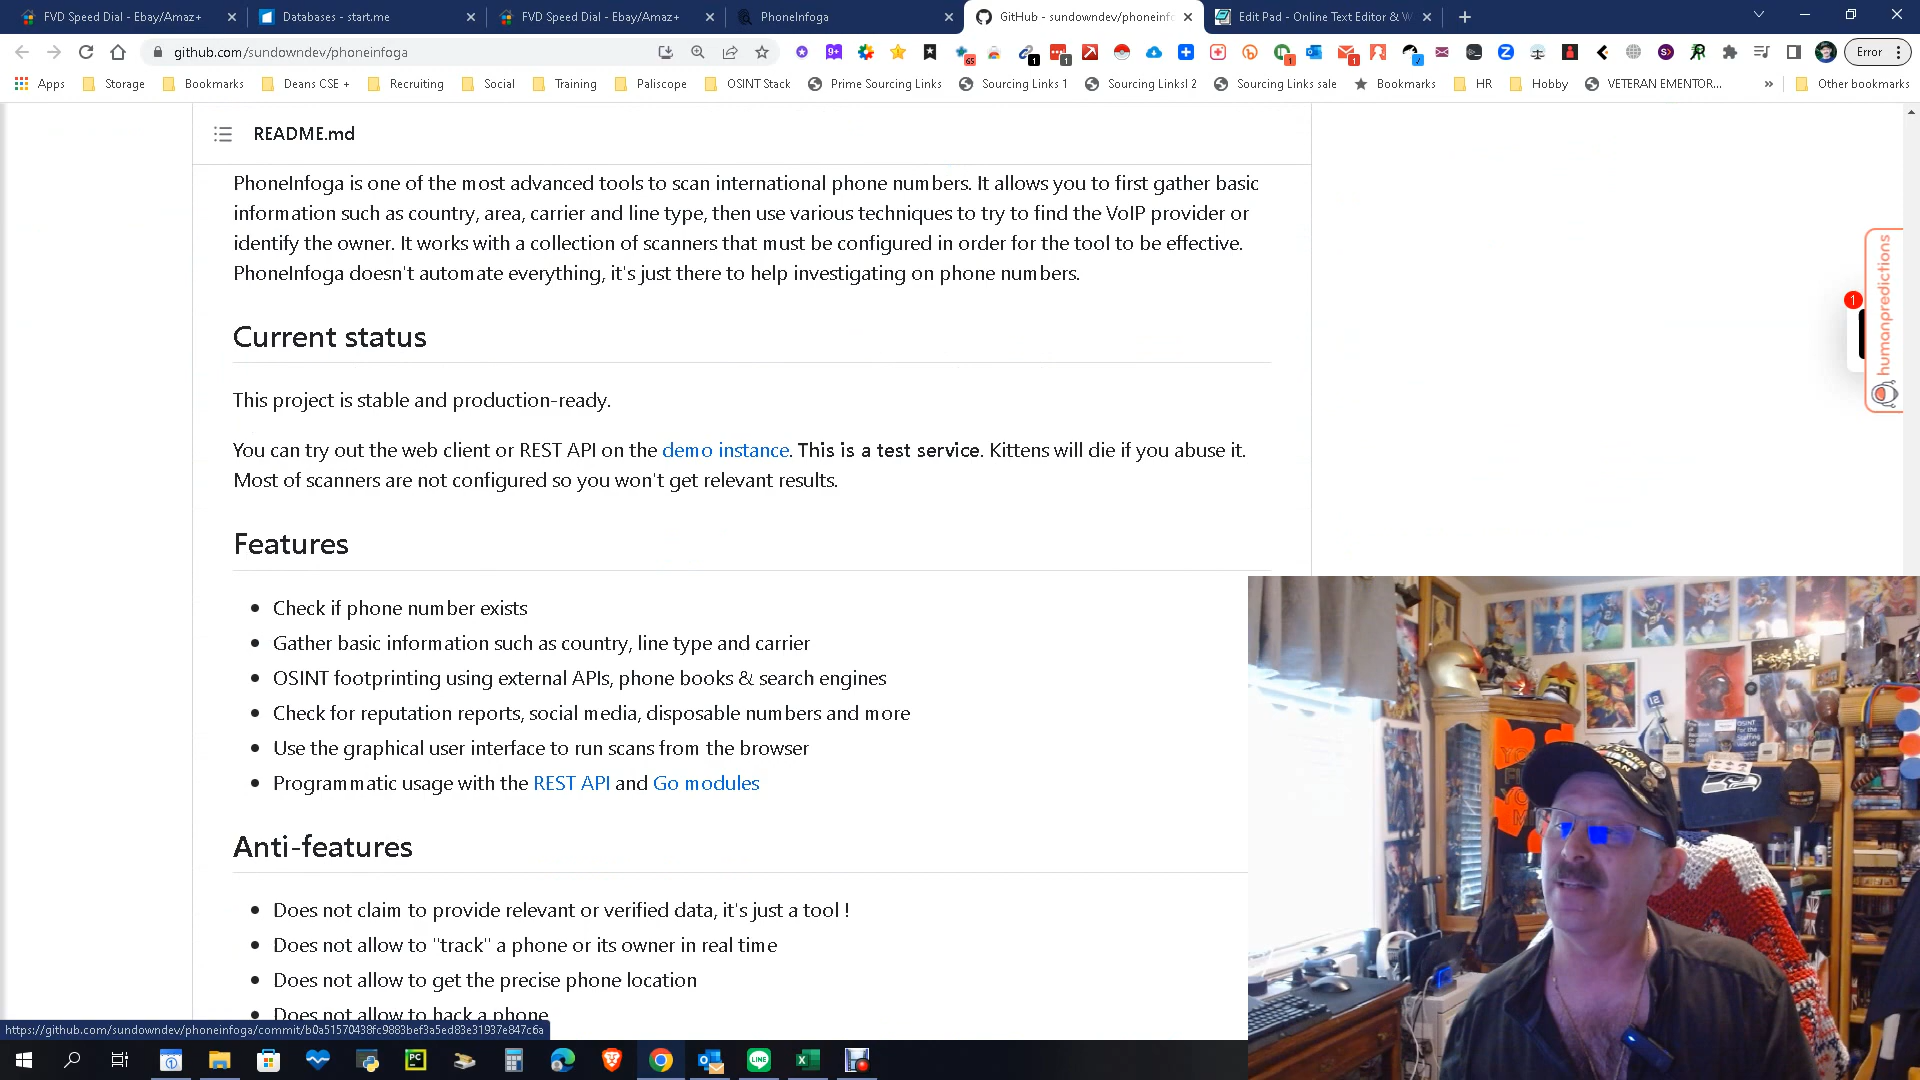 FVD Speed Dial - Ebay/Amaz+
Databases - start.me
FVD Speed Dial - Ebay/Amaz+
PhoneInfoga
GitHub - sundowndev/phoneinfo
Edit Pad - Online Text Editor & W
github.com/sundowndev/phoneinfoga
Error
Apps
Storage
Bookmarks
Deans CSE +
Recruiting
Social
Training
Paliscope
OSINT Stack
Prime Sourcing Links
Sourcing Links 1
Sourcing Linksl 2
Sourcing Links sale
Bookmarks
HR
Hobby
VETERAN EMENTOR...
Other bookmarks
README.md
PhoneInfoga is one of the most advanced tools to scan international phone numbers. It allows you to first gather basic
information such as country, area, carrier and line type, then use various techniques to try to find the VoIP provider or
identify the owner. It works with a collection of scanners that must be configured in order for the tool to be effective.
PhoneInfoga doesn't automate everything, it's just there to help investigating on phone numbers.
humanpredictions
1
Current status
This project is stable and production-ready.
You can try out the web client or REST API on the demo instance. This is a test service. Kittens will die if you abuse it.
Most of scanners are not configured so you won't get relevant results.
Features
• Check if phone number exists
• Gather basic information such as country, line type and carrier
• OSINT footprinting using external APIs, phone books & search engines
• Check for reputation reports, social media, disposable numbers and more
• Use the graphical user interface to run scans from the browser
• Programmatic usage with the REST API and Go modules
Anti-features
• Does not claim to provide relevant or verified data, it's just a tool !
• Does not allow to "track" a phone or its owner in real time
• Does not allow to get the precise phone location
• Does not allow to hack a phone
https://github.com/sundowndev/phoneinfoga/commit/b0a51570438fc9883bef3a5ed83e31937e847c6a